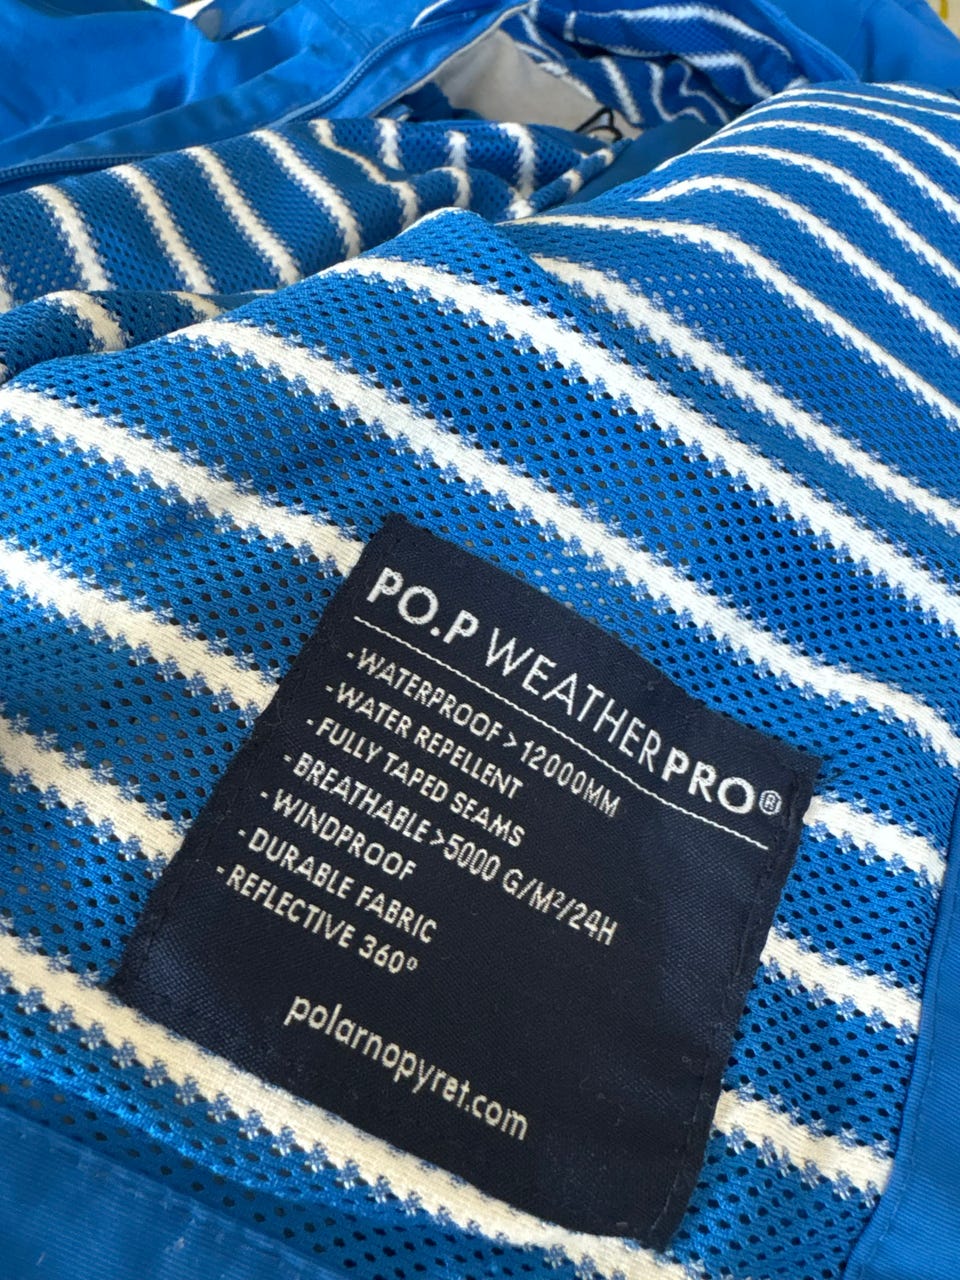 PO.P WEATHERPRO®
-WATERPROOF >12000MM
-WATER REPELLENT
-FULLY TAPED SEAMS
-BREATHABLE >5000 G/M²/24H
-WINDPROOF
-DURABLE FABRIC
-REFLECTIVE 360°
polarnopyret.com